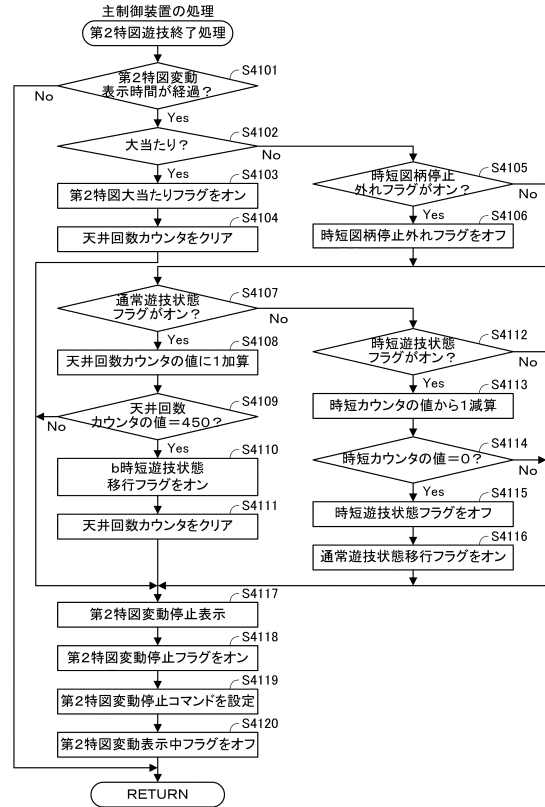 主制御装置の処理
第2特図遊技終了処理
S4101
第2特図変動
表示時間が経過？
No
Yes
S4102
大当たり？
No
Yes
S4103
第2特図大当たりフラグをオン
S4104
天井回数カウンタをクリア
S4105
時短図柄停止
外れフラグがオン？
No
Yes
S4106
時短図柄停止外れフラグをオフ
S4107
通常遊技状態
フラグがオン？
No
Yes
S4108
天井回数カウンタの値に1加算
S4109
天井回数
カウンタの値＝450？
No
Yes
S4110
b時短遊技状態
移行フラグをオン
S4111
天井回数カウンタをクリア
S4112
時短遊技状態
フラグがオン？
No
Yes
S4113
時短カウンタの値から1減算
S4114
時短カウンタの値＝0？
No
Yes
S4115
時短遊技状態フラグをオフ
S4116
通常遊技状態移行フラグをオン
S4117
第2特図変動停止表示
S4118
第2特図変動停止フラグをオン
S4119
第2特図変動停止コマンドを設定
S4120
第2特図変動表示中フラグをオフ
RETURN